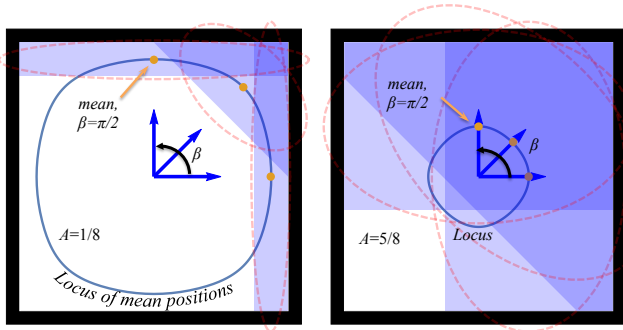 mean,
β=π/2
β
A=1/8
Locus of mean positions
mean,
β=π/2
β
A=5/8
Locus